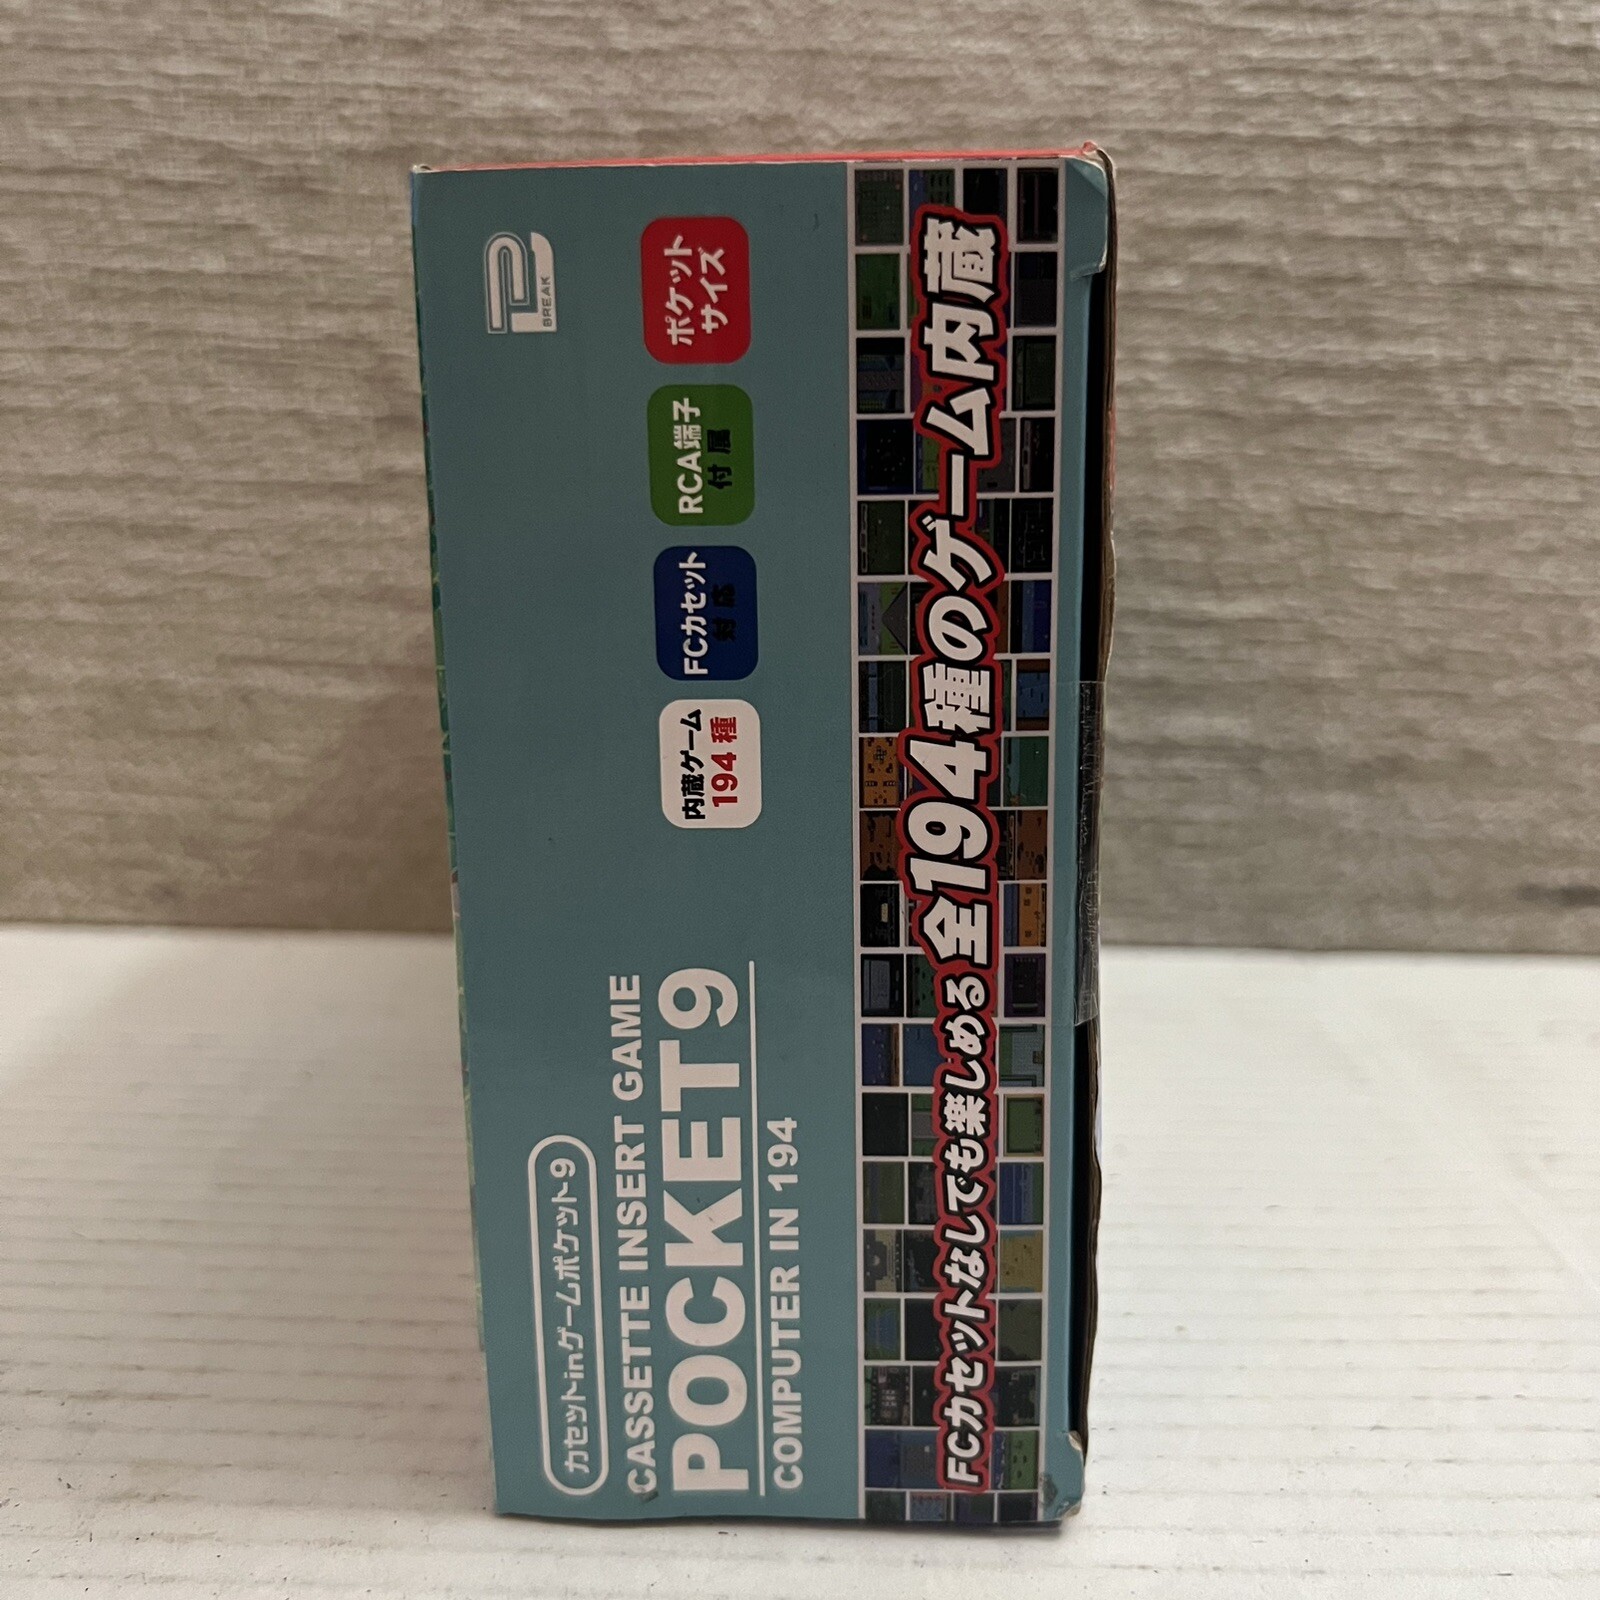 カセットinゲームポケット9
CASSETTE INSERT GAME
POCKET9
COMPUTER IN 194
内蔵ゲーム
194種
FCカセット
対応
RCA端子
付属
ポケット
サイズ
BREAK
FCカセットなしでも楽しめる全194種のゲーム内蔵